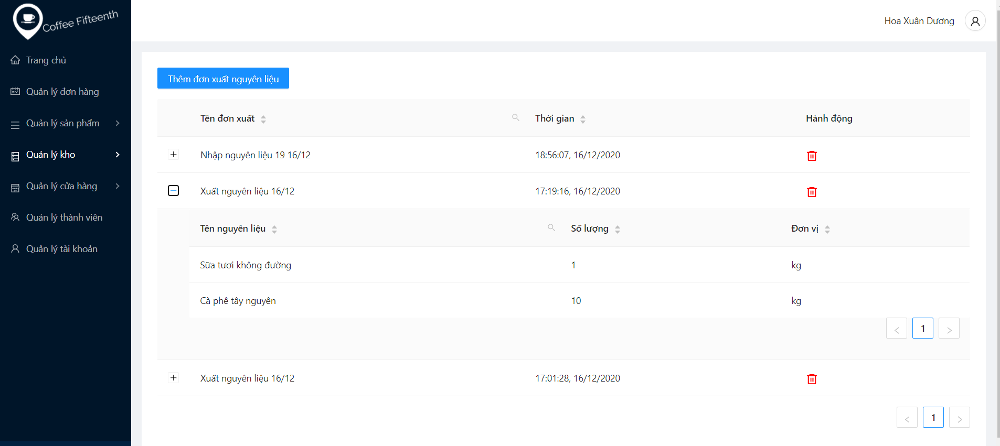 Coffee Fifteenth
Hoa Xuân Dương
Trang chủ
Quản lý đơn hàng
Quản lý sản phẩm
Quản lý kho
Quản lý cửa hàng
Quản lý thành viên
Quản lý tài khoản
Thêm đơn xuất nguyên liệu
Tên đơn xuất Thời gian Hành động
Nhập nguyên liệu 19 16/12 18:56:07, 16/12/2020
Xuất nguyên liệu 16/12 17:19:16, 16/12/2020
Tên nguyên liệu Số lượng Đơn vị
Sữa tươi không đường 1 kg
Cà phê tây nguyên 10 kg
< 1 >
Xuất nguyên liệu 16/12 17:01:28, 16/12/2020
< 1 >